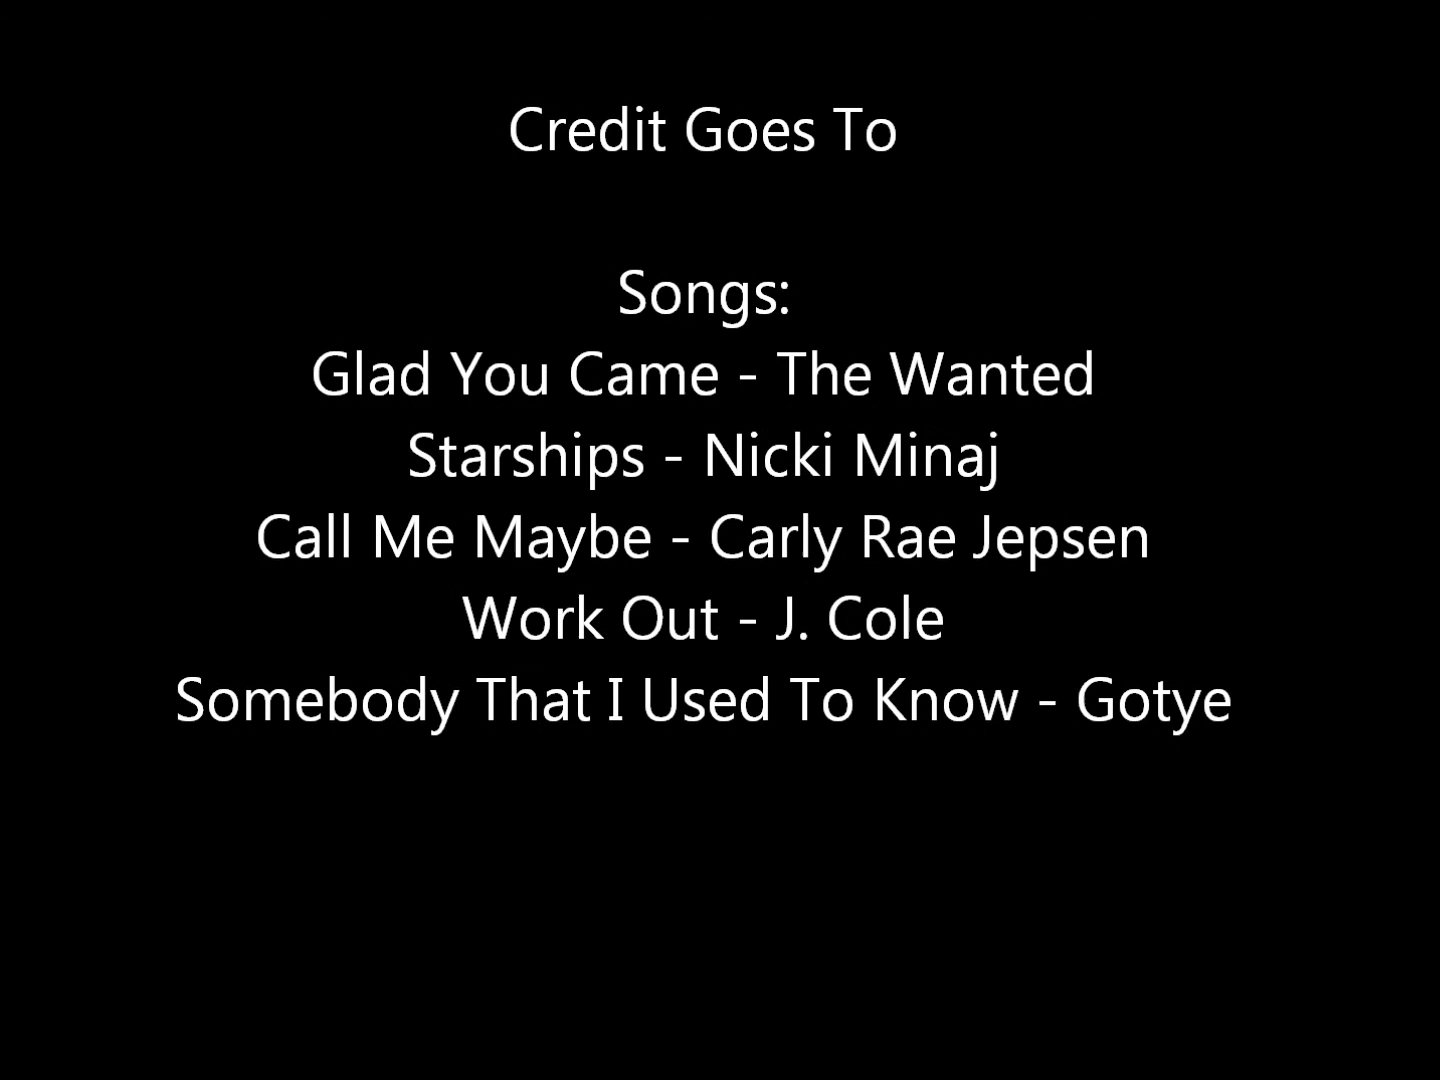 Credit Goes To
Songs:
Glad You Came - The Wanted
Starships - Nicki Minaj
Call Me Maybe - Carly Rae Jepsen
Work Out - J. Cole
Somebody That I Used To Know - Gotye